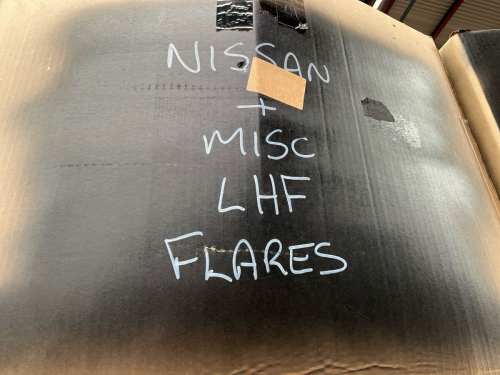 NISSAN
+
MISC
LHF
FLARES